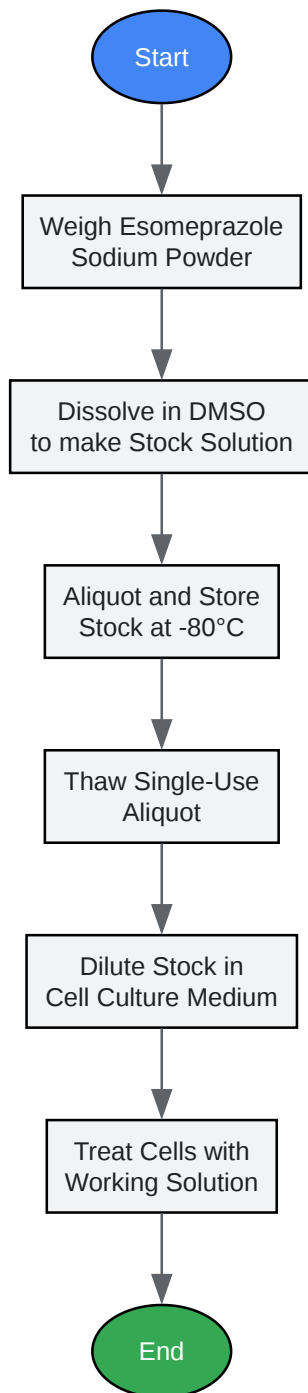 Start
Weigh Esomeprazole
Sodium Powder
Dissolve in DMSO
to make Stock Solution
Aliquot and Store
Stock at -80°C
Thaw Single-Use
Aliquot
Dilute Stock in
Cell Culture Medium
Treat Cells with
Working Solution
End